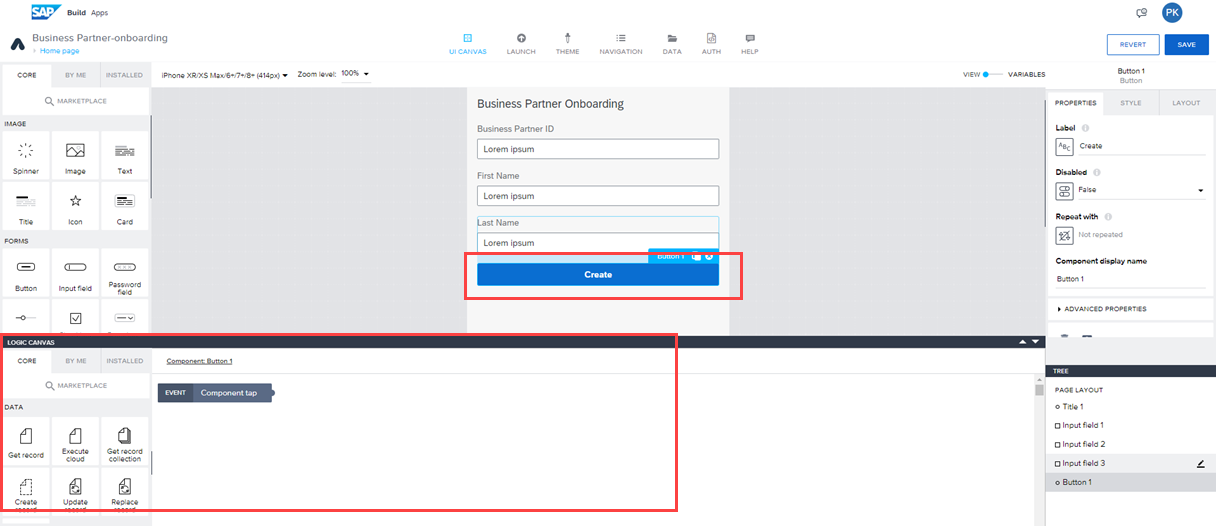 SAP Build Apps
PK
Business Partner-onboarding
› Home page
UI CANVAS LAUNCH THEME NAVIGATION DATA AUTH HELP
REVERT SAVE
CORE BY ME INSTALLED
MARKETPLACE
iPhone XR/XS Max/6+/7+/8+ (414px) Zoom level: 100%
VIEW VARIABLES
Button 1
Button
IMAGE
Spinner Image Text
Title Icon Card
FORMS
Button Input field Password
field
Business Partner Onboarding
Business Partner ID
Lorem ipsum
First Name
Lorem ipsum
Last Name
Lorem ipsum
Button 1
Create
PROPERTIES STYLE LAYOUT
Label
ABC Create
Disabled
False
Repeat with
Not repeated
Component display name
Button 1
ADVANCED PROPERTIES
LOGIC CANVAS
CORE BY ME INSTALLED
MARKETPLACE
Component: Button 1
EVENT Component tap
DATA
Get record Execute
cloud Get record
collection
Create
record Update
record Replace
record
TREE
PAGE LAYOUT
Title 1
Input field 1
Input field 2
Input field 3
Button 1